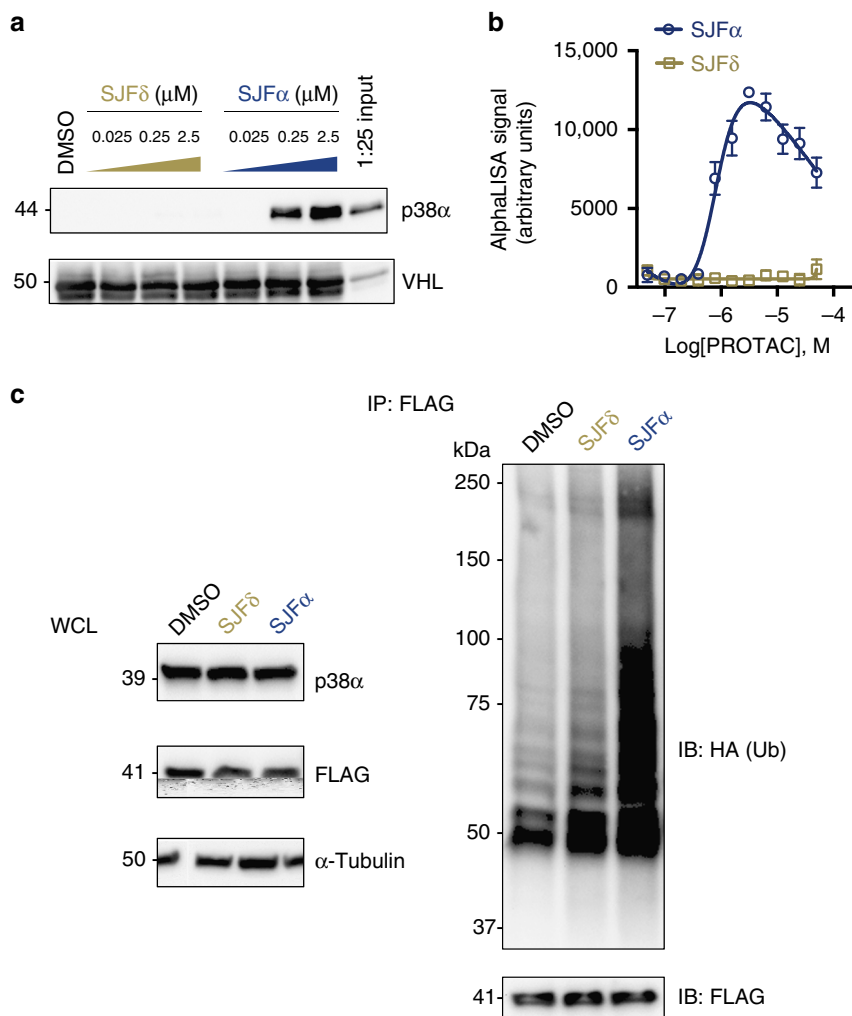 a
SJFδ (μM)
SJFα (μM)
DMSO
0.025 0.25 2.5
0.025 0.25 2.5
1:25 input
44
p38α
50
VHL
b
SJFα
SJFδ
AlphaLISA signal
(arbitrary units)
15,000
10,000
5000
0
–7 –6 –5 –4
Log[PROTAC], M
c
WCL
DMSO SJFδ SJFα
39
p38α
41
FLAG
50
α-Tubulin
IP: FLAG
kDa
DMSO SJFδ SJFα
250
150
100
75
50
37
IB: HA (Ub)
41
IB: FLAG